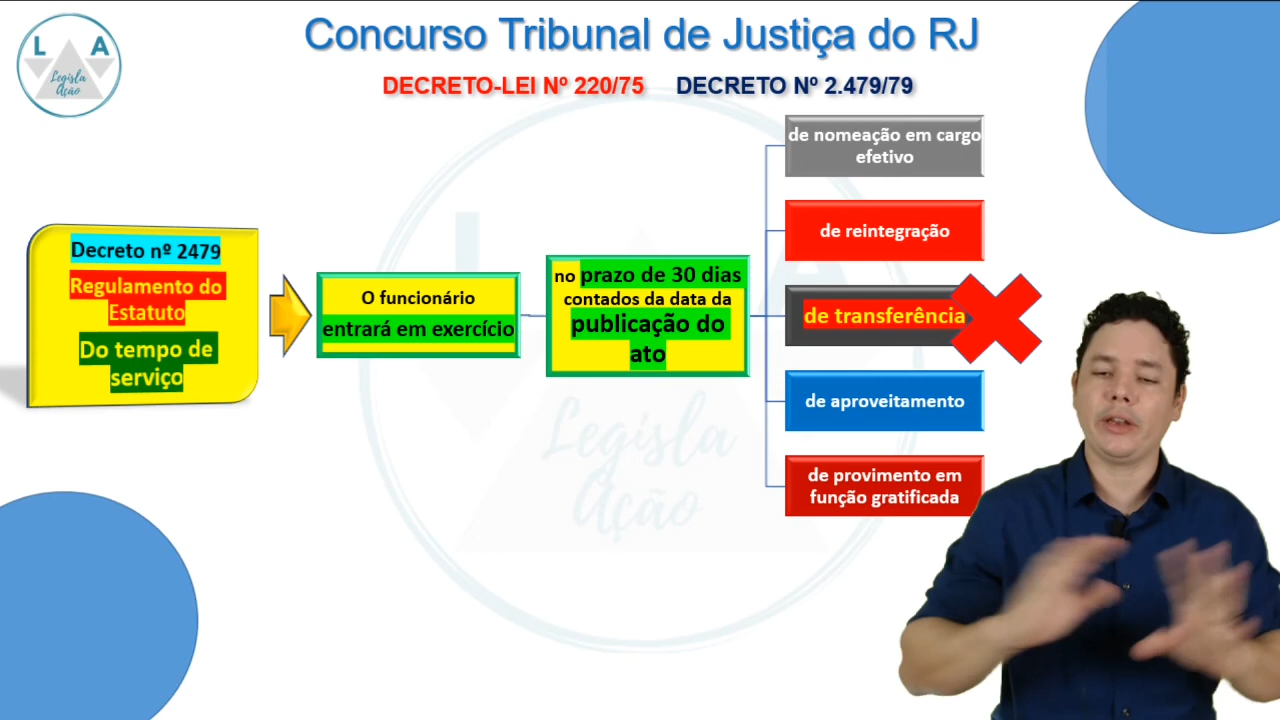 L A
Legisla
Ação
Concurso Tribunal de Justiça do RJ
DECRETO-LEI Nº 220/75 DECRETO Nº 2.479/79
Decreto nº 2479
Regulamento do
Estatuto
Do tempo de
serviço
O funcionário
entrará em exercício
no prazo de 30 dias
contados da data da
publicação do
ato
de nomeação em cargo
efetivo
de reintegração
de transferência
de aproveitamento
de provimento em
função gratificada
Legisla
Ação